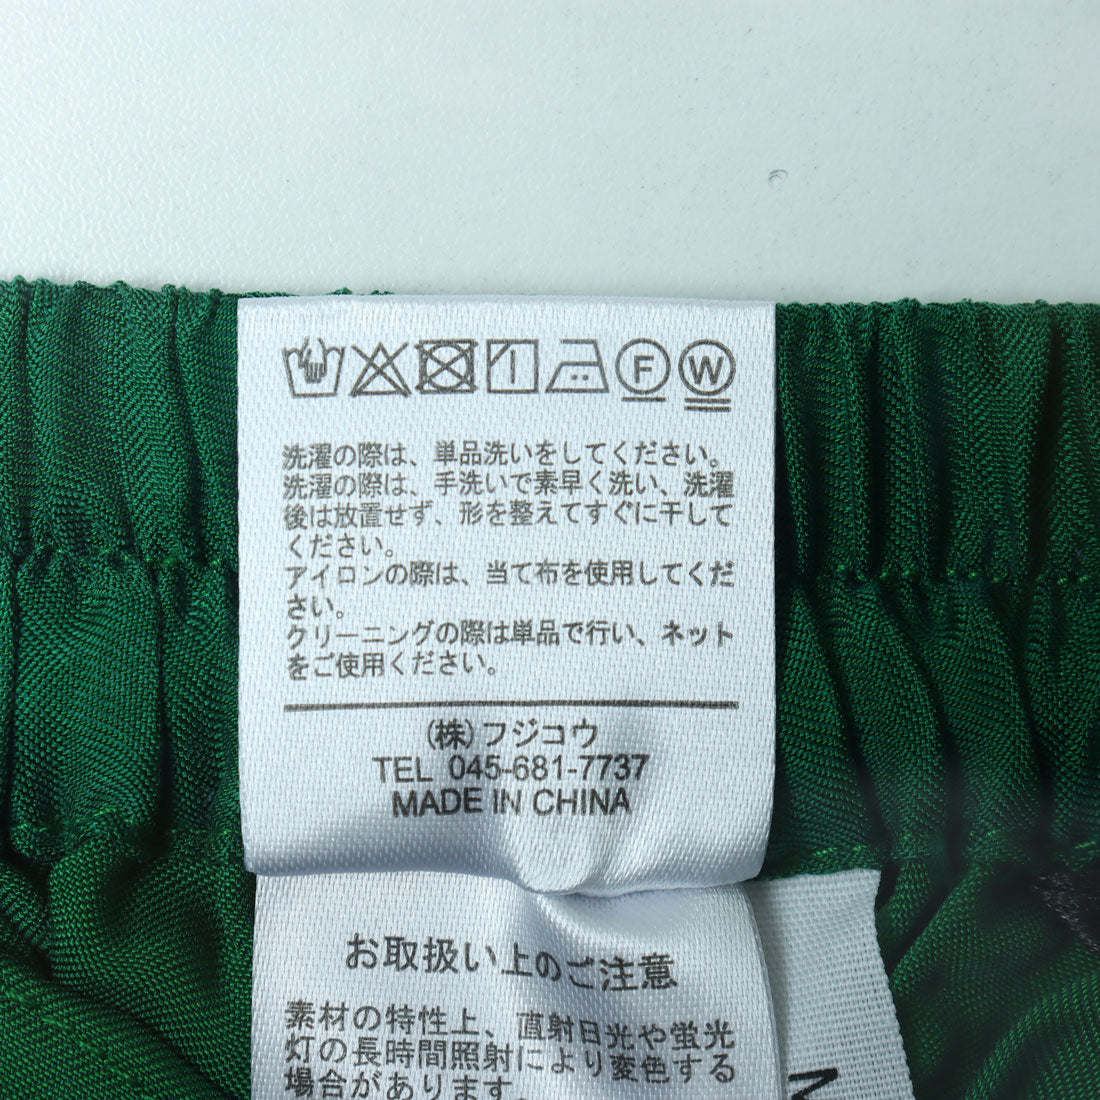 F W
洗濯の際は、単品洗いをしてください。
洗濯の際は、手洗いで素早く洗い、洗濯
後は放置せず、形を整えてすぐに干して
ください。
アイロンの際は、当て布を使用してくだ
さい。
クリーニングの際は単品で行い、ネット
をご使用ください。
(株)フジコウ
TEL 045-681-7737
MADE IN CHINA
お取扱い上のご注意
素材の特性上、直射日光や蛍光
灯の長時間照射により変色する
場合があります。